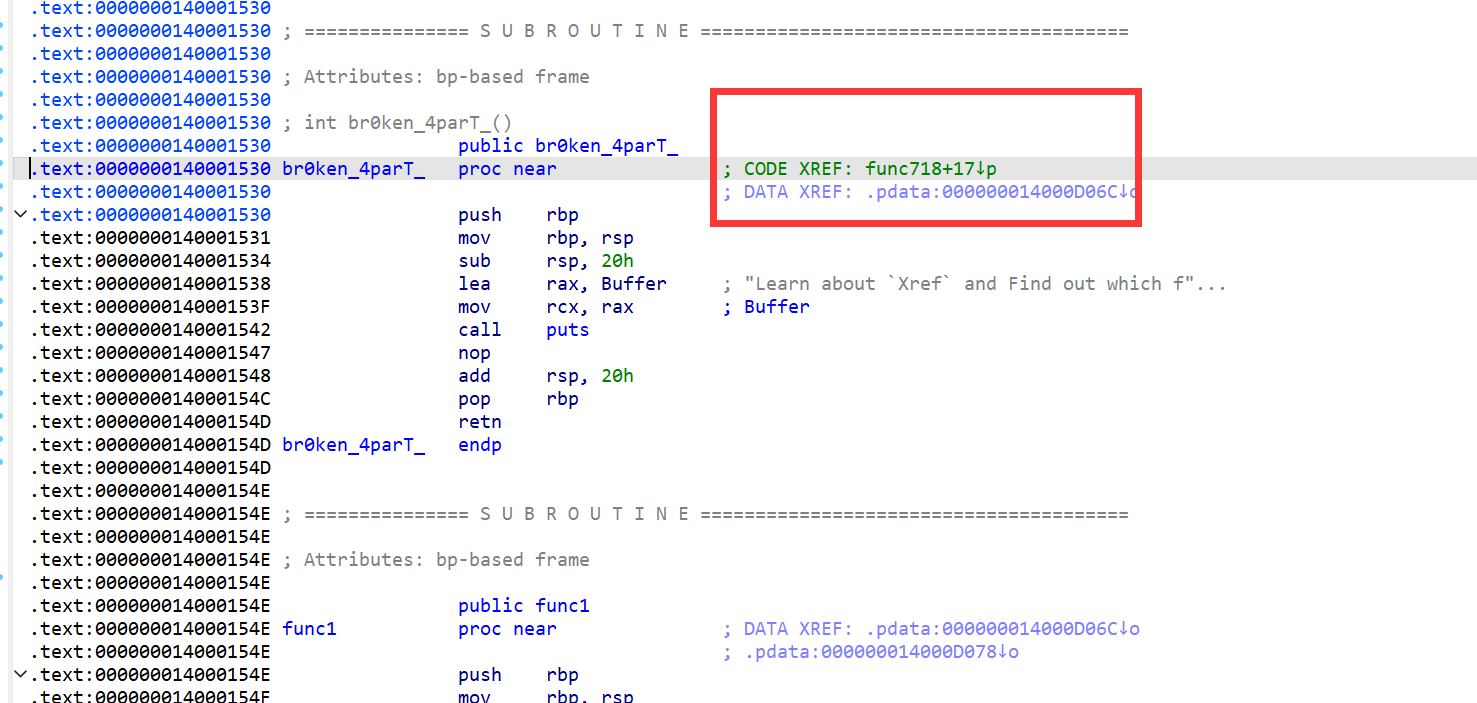 .text:0000000140001530
.text:0000000140001530 ; =============== S U B R O U T I N E =======================================
.text:0000000140001530
.text:0000000140001530 ; Attributes: bp-based frame
.text:0000000140001530
.text:0000000140001530 ; int br0ken_4parT_()
.text:0000000140001530                 public br0ken_4parT_
.text:0000000140001530 br0ken_4parT_   proc near               ; CODE XREF: func718+17↓p
.text:0000000140001530                                         ; DATA XREF: .pdata:000000014000D06C↓o
.text:0000000140001530                 push    rbp
.text:0000000140001531                 mov     rbp, rsp
.text:0000000140001534                 sub     rsp, 20h
.text:0000000140001538                 lea     rax, Buffer     ; "Learn about `Xref` and Find out which f"...
.text:000000014000153F                 mov     rcx, rax        ; Buffer
.text:0000000140001542                 call    puts
.text:0000000140001547                 nop
.text:0000000140001548                 add     rsp, 20h
.text:000000014000154C                 pop     rbp
.text:000000014000154D                 retn
.text:000000014000154D br0ken_4parT_   endp
.text:000000014000154D
.text:000000014000154E
.text:000000014000154E ; =============== S U B R O U T I N E =======================================
.text:000000014000154E
.text:000000014000154E ; Attributes: bp-based frame
.text:000000014000154E
.text:000000014000154E                 public func1
.text:000000014000154E func1           proc near               ; DATA XREF: .pdata:000000014000D06C↓o
.text:000000014000154E                                         ; .pdata:000000014000D078↓o
.text:000000014000154E                 push    rbp
.text:000000014000154F                 mov     rbp, rsp